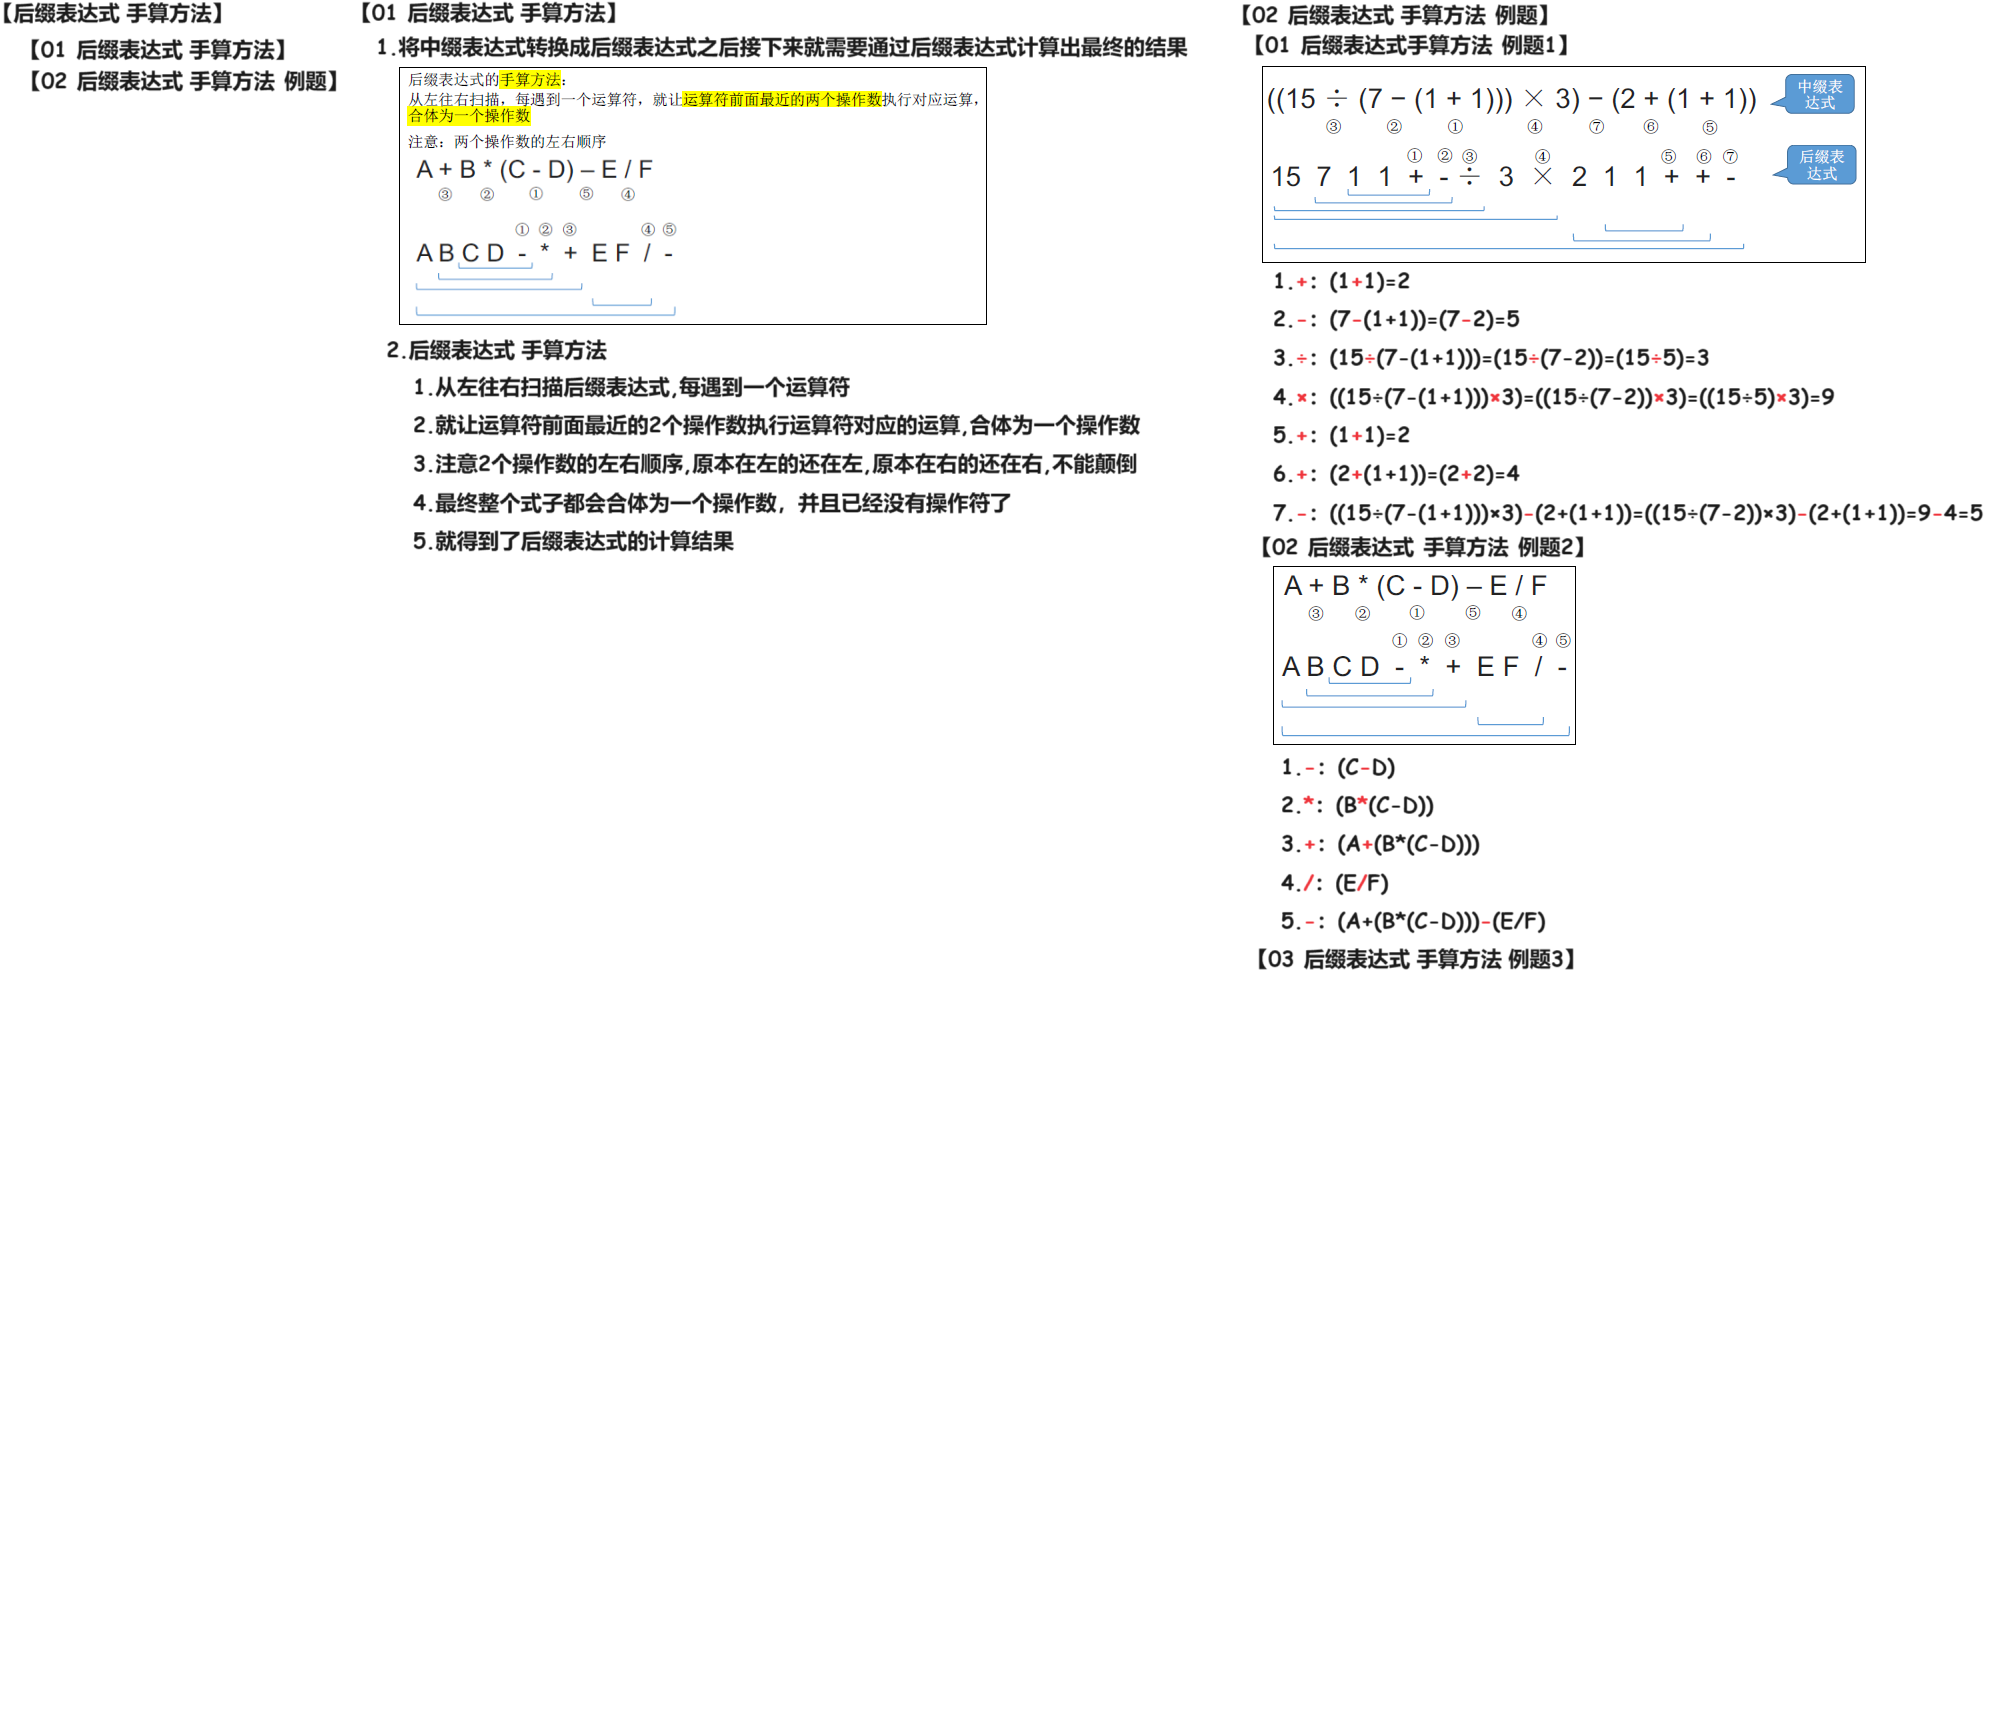 【后缀表达式 手算方法】
【01 后缀表达式 手算方法】
【02 后缀表达式 手算方法 例题】
【01 后缀表达式 手算方法】
1.将中缀表达式转换成后缀表达式之后接下来就需要通过后缀表达式计算出最终的结果
后缀表达式的手算方法：
从左往右扫描，每遇到一个运算符，就让运算符前面最近的两个操作数执行对应运算，
合体为一个操作数
注意：两个操作数的左右顺序
A + B * (C - D) – E / F
③ ② ① ⑤ ④
① ② ③ ④ ⑤
A B C D - * + E F / -
2.后缀表达式 手算方法
1.从左往右扫描后缀表达式,每遇到一个运算符
2.就让运算符前面最近的2个操作数执行运算符对应的运算,合体为一个操作数
3.注意2个操作数的左右顺序,原本在左的还在左,原本在右的还在右,不能颠倒
4.最终整个式子都会合体为一个操作数，并且已经没有操作符了
5.就得到了后缀表达式的计算结果
【02 后缀表达式 手算方法 例题】
【01 后缀表达式手算方法 例题1】
((15 ÷ (7 − (1 + 1))) × 3) − (2 + (1 + 1))
中缀表
达式
③ ② ① ④ ⑦ ⑥ ⑤
① ② ③ ④ ⑤ ⑥ ⑦
15 7 1 1 + - ÷ 3 × 2 1 1 + + -
后缀表
达式
1.+: (1+1)=2
2.-: (7-(1+1))=(7-2)=5
3.÷: (15÷(7-(1+1)))=(15÷(7-2))=(15÷5)=3
4.×: ((15÷(7-(1+1)))×3)=((15÷(7-2))×3)=((15÷5)×3)=9
5.+: (1+1)=2
6.+: (2+(1+1))=(2+2)=4
7.-: ((15÷(7-(1+1)))×3)-(2+(1+1))=((15÷(7-2))×3)-(2+(1+1))=9-4=5
【02 后缀表达式 手算方法 例题2】
A + B * (C - D) – E / F
③ ② ① ⑤ ④
① ② ③ ④ ⑤
A B C D - * + E F / -
1.-: (C-D)
2.*: (B*(C-D))
3.+: (A+(B*(C-D)))
4./: (E/F)
5.-: (A+(B*(C-D)))-(E/F)
【03 后缀表达式 手算方法 例题3】